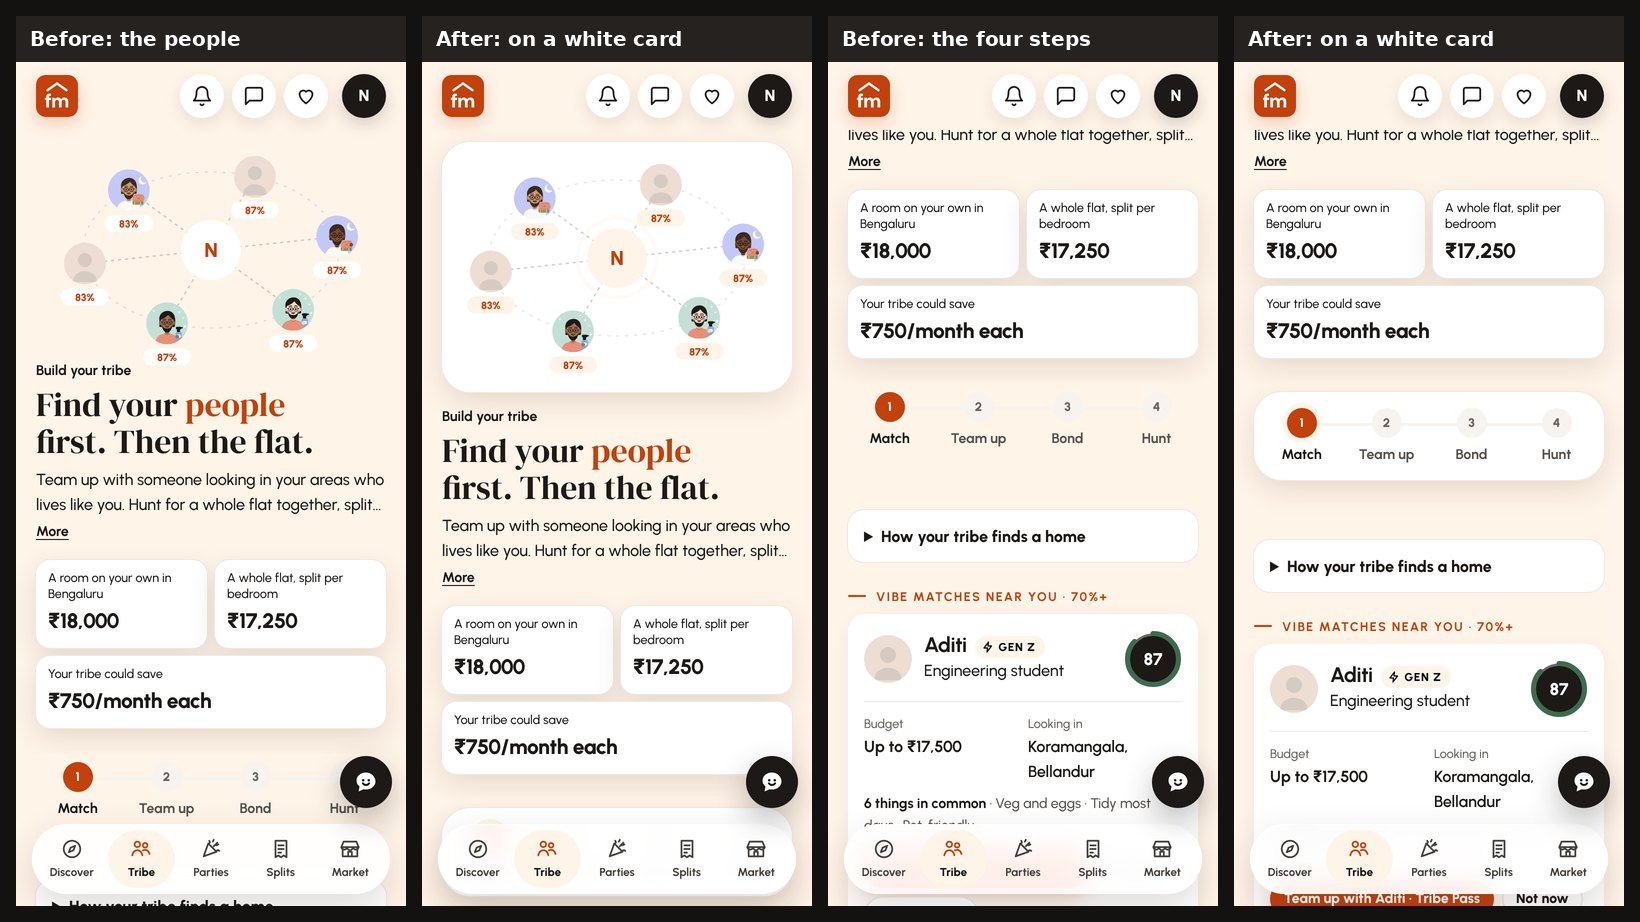 Before: the people
fm
N
83%
87%
87%
N
83%
87%
87%
Build your tribe
Find your people
first. Then the flat.
Team up with someone looking in your areas who
lives like you. Hunt for a whole flat together, split...
More
A room on your own in
Bengaluru
₹18,000
A whole flat, split per
bedroom
₹17,250
Your tribe could save
₹750/month each
1
2
3
Match
Team up
Bond
Hunt
Discover
Tribe
Parties
Splits
Market
How your tribe finds a home
After: on a white card
fm
N
83%
87%
87%
N
83%
87%
87%
Build your tribe
Find your people
first. Then the flat.
Team up with someone looking in your areas who
lives like you. Hunt for a whole flat together, split...
More
A room on your own in
Bengaluru
₹18,000
A whole flat, split per
bedroom
₹17,250
Your tribe could save
₹750/month each
Discover
Tribe
Parties
Splits
Market
Before: the four steps
fm
N
lives like you. Hunt for a whole flat together, split...
More
A room on your own in
Bengaluru
₹18,000
A whole flat, split per
bedroom
₹17,250
Your tribe could save
₹750/month each
1
2
3
4
Match
Team up
Bond
Hunt
How your tribe finds a home
VIBE MATCHES NEAR YOU · 70%+
Aditi
GEN Z
Engineering student
87
Budget
Up to ₹17,500
Looking in
Koramangala,
Bellandur
6 things in common · Veg and eggs · Tidy most
days · Pet-friendly
Discover
Tribe
Parties
Splits
Market
After: on a white card
fm
N
lives like you. Hunt for a whole flat together, split...
More
A room on your own in
Bengaluru
₹18,000
A whole flat, split per
bedroom
₹17,250
Your tribe could save
₹750/month each
1
2
3
4
Match
Team up
Bond
Hunt
How your tribe finds a home
VIBE MATCHES NEAR YOU · 70%+
Aditi
GEN Z
Engineering student
87
Budget
Up to ₹17,500
Looking in
Koramangala,
Bellandur
Discover
Tribe
Parties
Splits
Market
Team up with Aditi · Tribe Pass
Not now